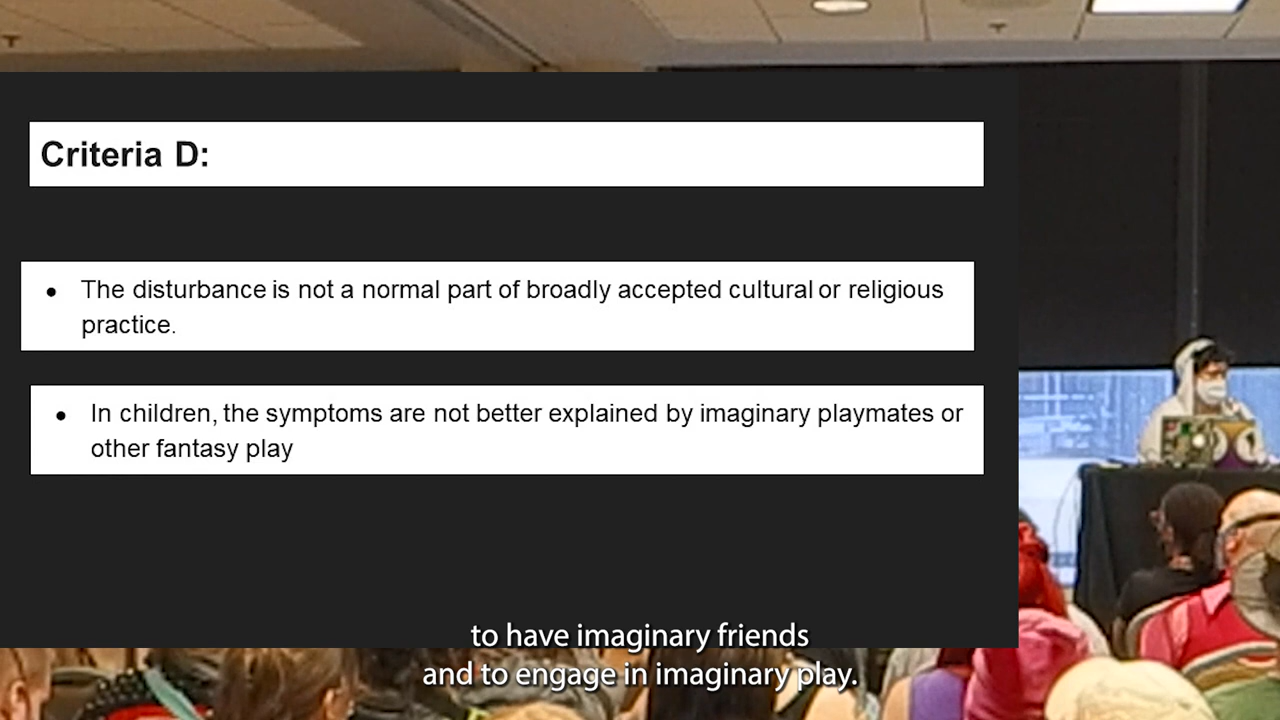 Criteria D:
• The disturbance is not a normal part of broadly accepted cultural or religious
practice.
• In children, the symptoms are not better explained by imaginary playmates or
other fantasy play
to have imaginary friends
and to engage in imaginary play.